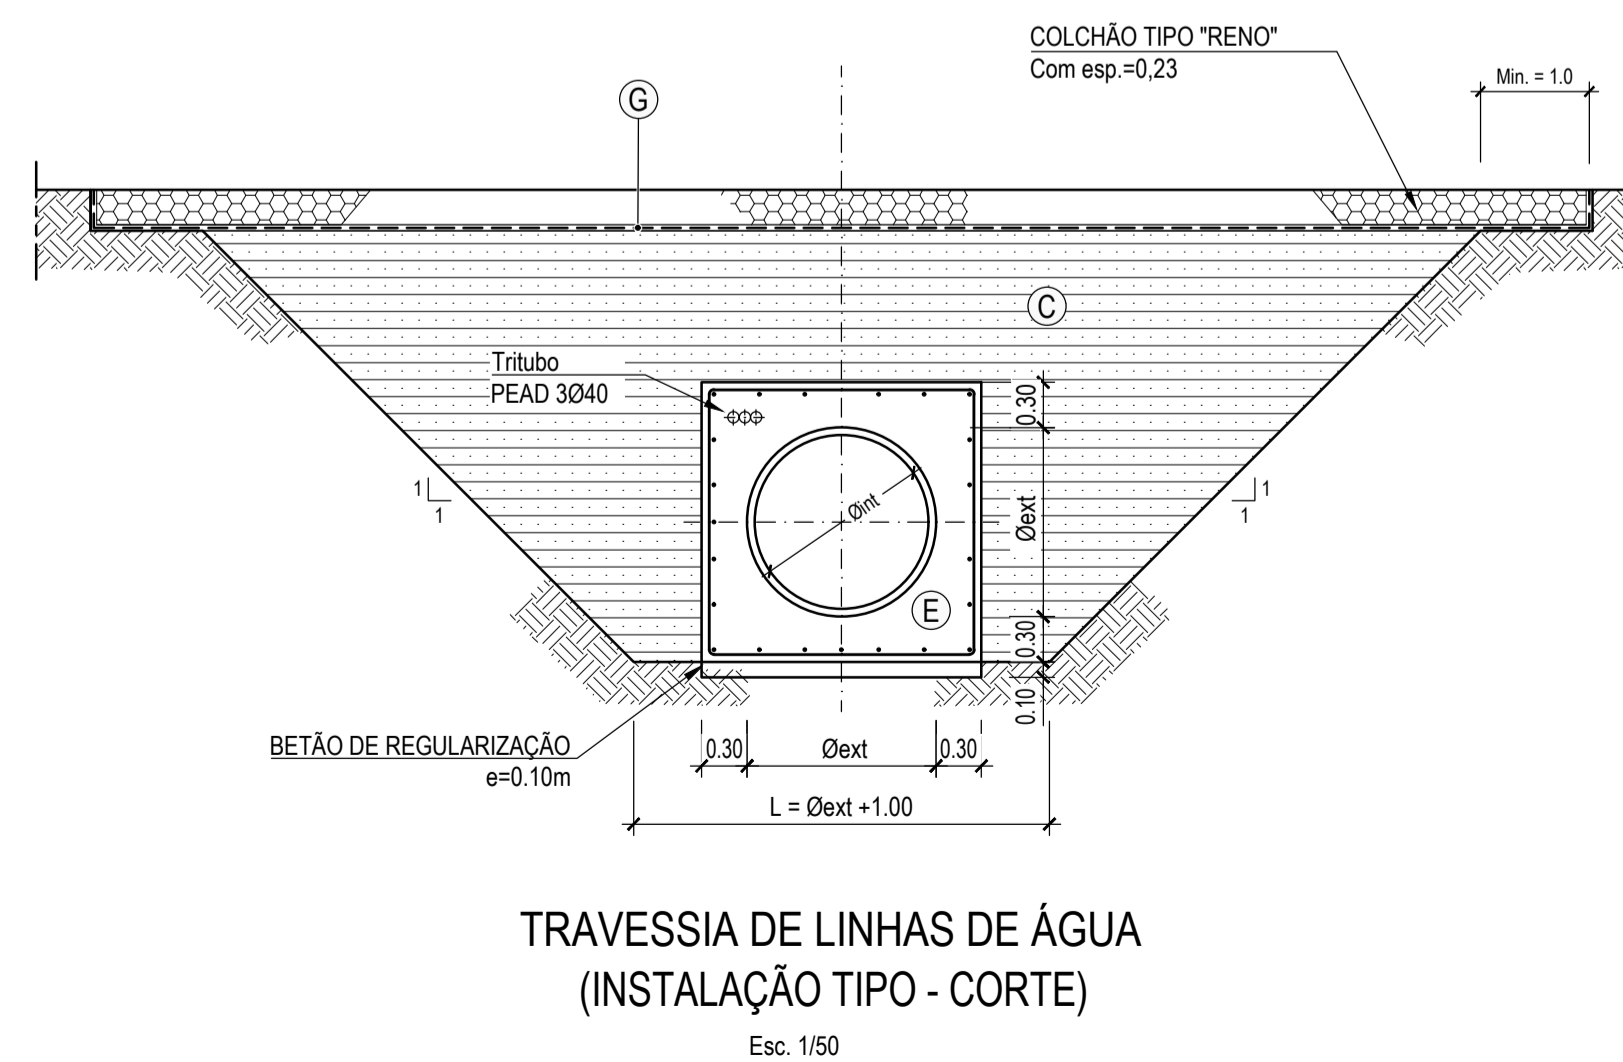 COLCHÃO TIPO "RENO"
Com esp.=0,23
Min. = 1.0
G
C
Tritubo
PEAD 3Ø40
0.30
1
1
Øint
Øext
1
1
E
0.30
0.10
BETÃO DE REGULARIZAÇÃO
e=0.10m
0.30
Øext
0.30
L = Øext +1.00
TRAVESSIA DE LINHAS DE ÁGUA
(INSTALAÇÃO TIPO - CORTE)
Esc. 1/50